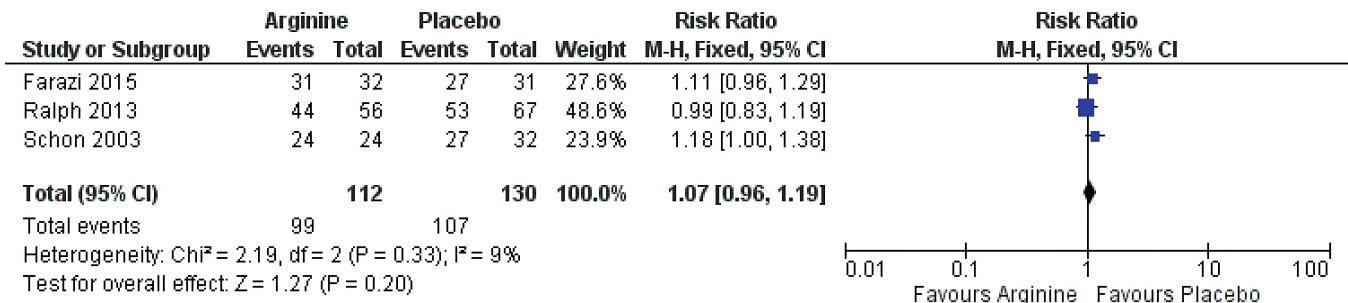 Arginine Placebo Risk Ratio Risk Ratio
Study or Subgroup Events Total Events Total Weight M-H, Fixed, 95% CI M-H, Fixed, 95% CI
Farazi 2015 31 32 27 31 27.6% 1.11 [0.96, 1.29]
Ralph 2013 44 56 53 67 48.6% 0.99 [0.83, 1.19]
Schon 2003 24 24 27 32 23.9% 1.18 [1.00, 1.38]
Total (95% CI) 112 130 100.0% 1.07 [0.96, 1.19]
Total events 99 107
Heterogeneity: Chi² = 2.19, df = 2 (P = 0.33); I² = 9%
Test for overall effect: Z = 1.27 (P = 0.20)
0.01 0.1 1 10 100
Favours Arginine Favours Placebo